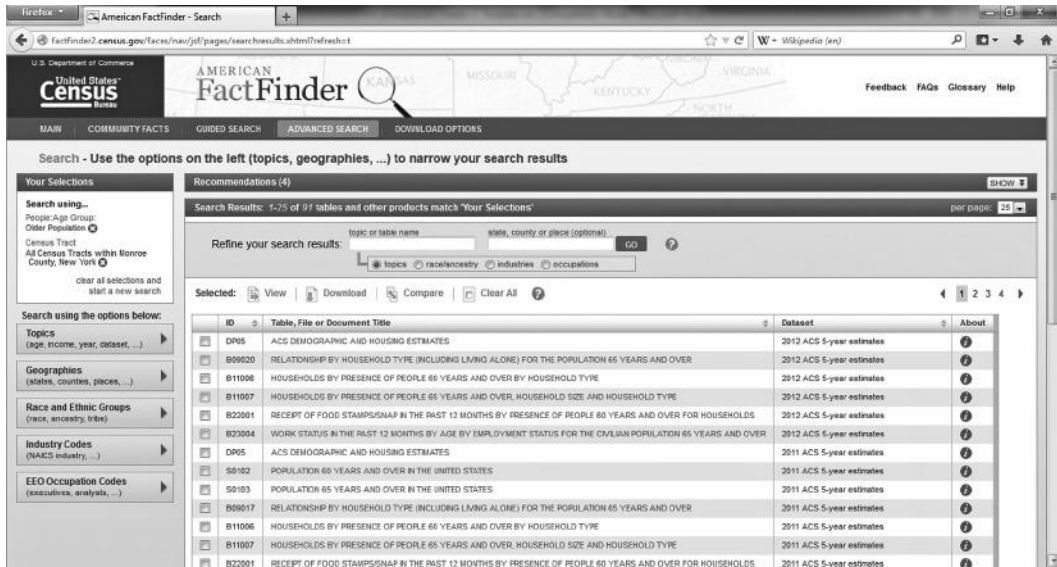 Firefox
American FactFinder - Search
+
factfinder2.census.gov/faces/nav/jsf/pages/searchresults.xhtml?refresh=t
W - Wikipedia (en)
U.S. Department of Commerce
United States™
Census
Bureau
AMERICAN
FactFinder
KANSAS
MISSOURI
KENTUCKY
VIRGINIA
NORTH
Feedback FAQs Glossary Help
MAIN COMMUNITY FACTS GUIDED SEARCH ADVANCED SEARCH DOWNLOAD OPTIONS
Search - Use the options on the left (topics, geographies, ...) to narrow your search results
Your Selections
Search using...
People:Age Group:
Older Population
Census Tract
All Census Tracts within Monroe
County, New York
clear all selections and
start a new search
Search using the options below:
Topics
(age, income, year, dataset, ...)
Geographies
(states, counties, places, ...)
Race and Ethnic Groups
(race, ancestry, tribe)
Industry Codes
(NAICS industry, ...)
EEO Occupation Codes
(executives, analysts, ...)
Recommendations (4) SHOW
Search Results: 1-25 of 91 tables and other products match 'Your Selections' per page: 25
topic or table name state, county or place (optional)
Refine your search results: GO ?
topics race/ancestry industries occupations
Selected: View | Download | Compare | Clear All ? 1 2 3 4
ID Table, File or Document Title Dataset About
DP05 ACS DEMOGRAPHIC AND HOUSING ESTIMATES 2012 ACS 5-year estimates
B09020 RELATIONSHIP BY HOUSEHOLD TYPE (INCLUDING LIVING ALONE) FOR THE POPULATION 65 YEARS AND OVER 2012 ACS 5-year estimates
B11006 HOUSEHOLDS BY PRESENCE OF PEOPLE 60 YEARS AND OVER BY HOUSEHOLD TYPE 2012 ACS 5-year estimates
B11007 HOUSEHOLDS BY PRESENCE OF PEOPLE 65 YEARS AND OVER, HOUSEHOLD SIZE AND HOUSEHOLD TYPE 2012 ACS 5-year estimates
B22001 RECEIPT OF FOOD STAMPS/SNAP IN THE PAST 12 MONTHS BY PRESENCE OF PEOPLE 60 YEARS AND OVER FOR HOUSEHOLDS 2012 ACS 5-year estimates
B23004 WORK STATUS IN THE PAST 12 MONTHS BY AGE BY EMPLOYMENT STATUS FOR THE CIVILIAN POPULATION 65 YEARS AND OVER 2012 ACS 5-year estimates
DP05 ACS DEMOGRAPHIC AND HOUSING ESTIMATES 2011 ACS 5-year estimates
S0102 POPULATION 60 YEARS AND OVER IN THE UNITED STATES 2011 ACS 5-year estimates
S0103 POPULATION 65 YEARS AND OVER IN THE UNITED STATES 2011 ACS 5-year estimates
B09017 RELATIONSHIP BY HOUSEHOLD TYPE (INCLUDING LIVING ALONE) FOR THE POPULATION 65 YEARS AND OVER 2011 ACS 5-year estimates
B11006 HOUSEHOLDS BY PRESENCE OF PEOPLE 60 YEARS AND OVER BY HOUSEHOLD TYPE 2011 ACS 5-year estimates
B11007 HOUSEHOLDS BY PRESENCE OF PEOPLE 65 YEARS AND OVER, HOUSEHOLD SIZE AND HOUSEHOLD TYPE 2011 ACS 5-year estimates
B22001 RECEIPT OF FOOD STAMPS/SNAP IN THE PAST 12 MONTHS BY PRESENCE OF PEOPLE 60 YEARS AND OVER FOR HOUSEHOLDS 2011 ACS 5-year estimates